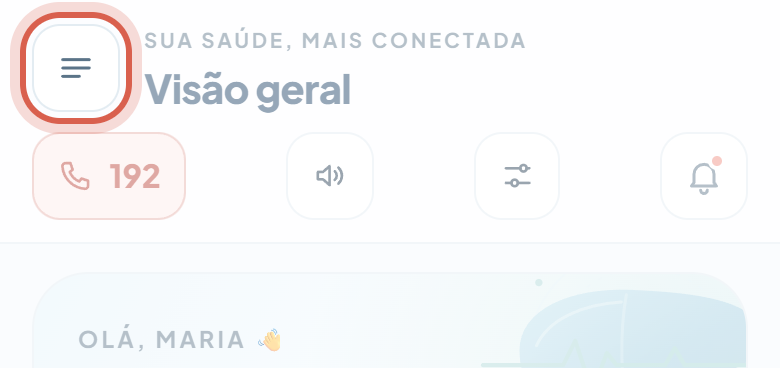 SUA SAÚDE, MAIS CONECTADA
Visão geral
192
OLÁ, MARIA 👋